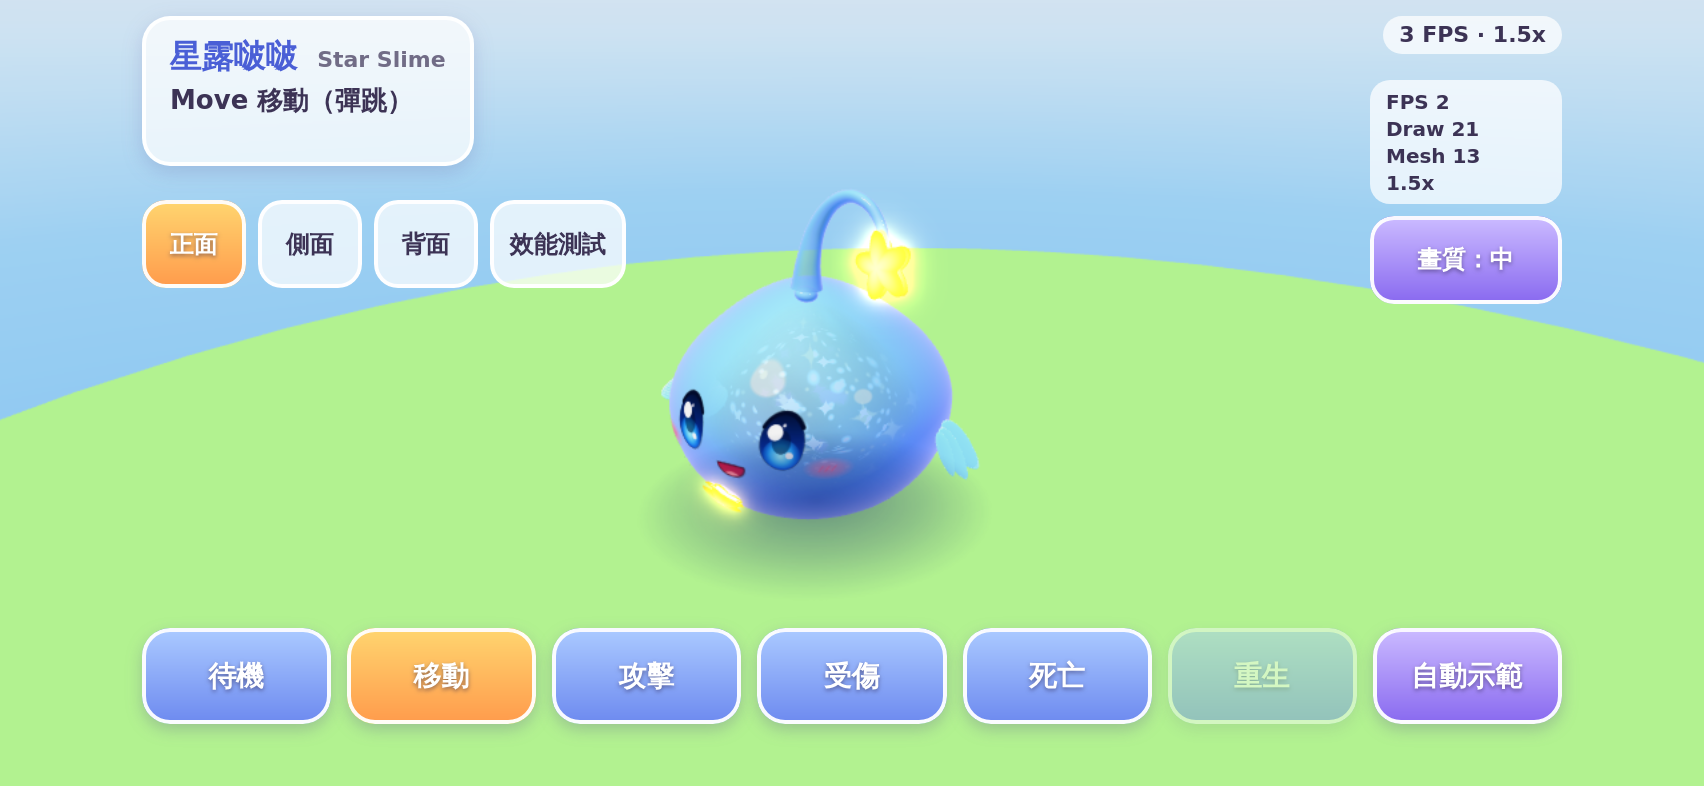 星露啵啵 Star Slime
Move 移動（彈跳）
3 FPS · 1.5x
FPS 2
Draw 21
Mesh 13
1.5x
正面
側面
背面
效能測試
畫質：中
待機
移動
攻擊
受傷
死亡
重生
自動示範